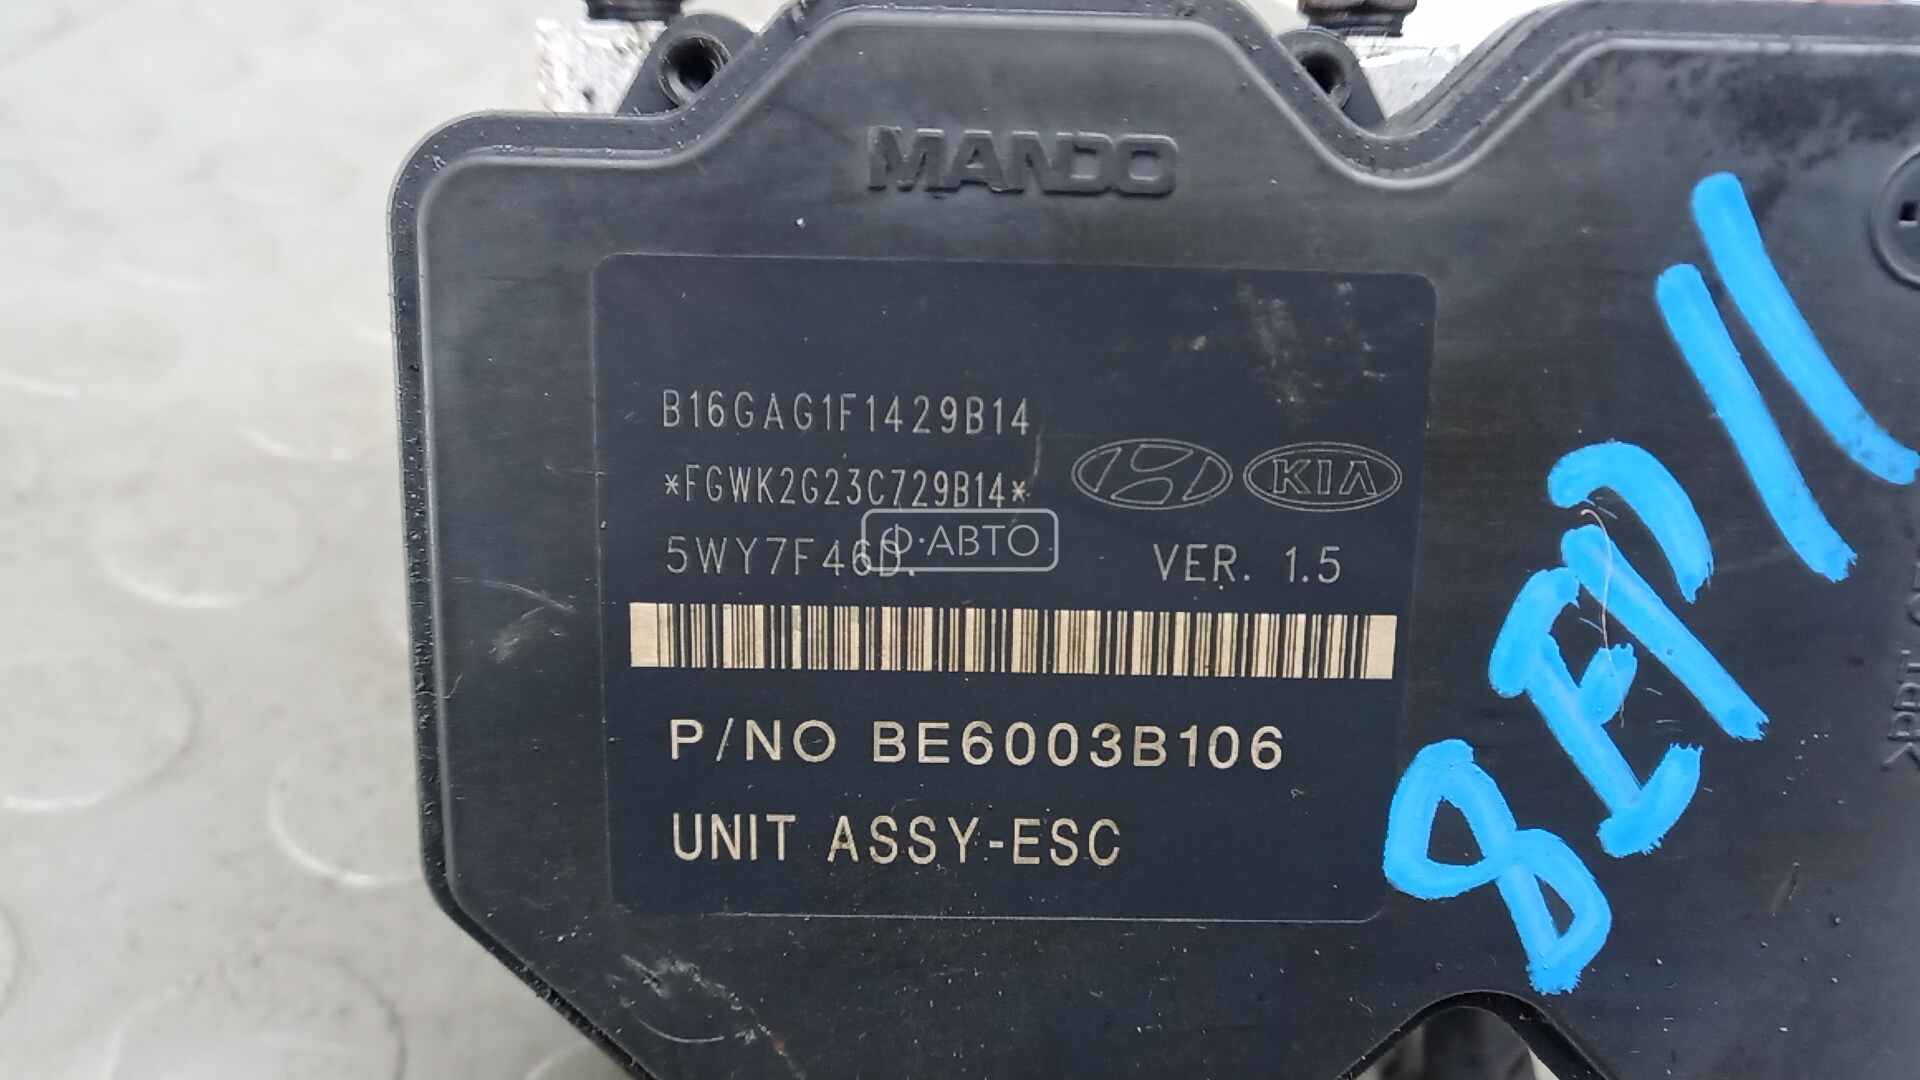 MANDO
B16GAG1F1429B14
*FGWK2G23C729B14*
KIA
5WY7F46D.
Ф·АВТО
VER. 1.5
P/NO BE6003B106
UNIT ASSY-ESC